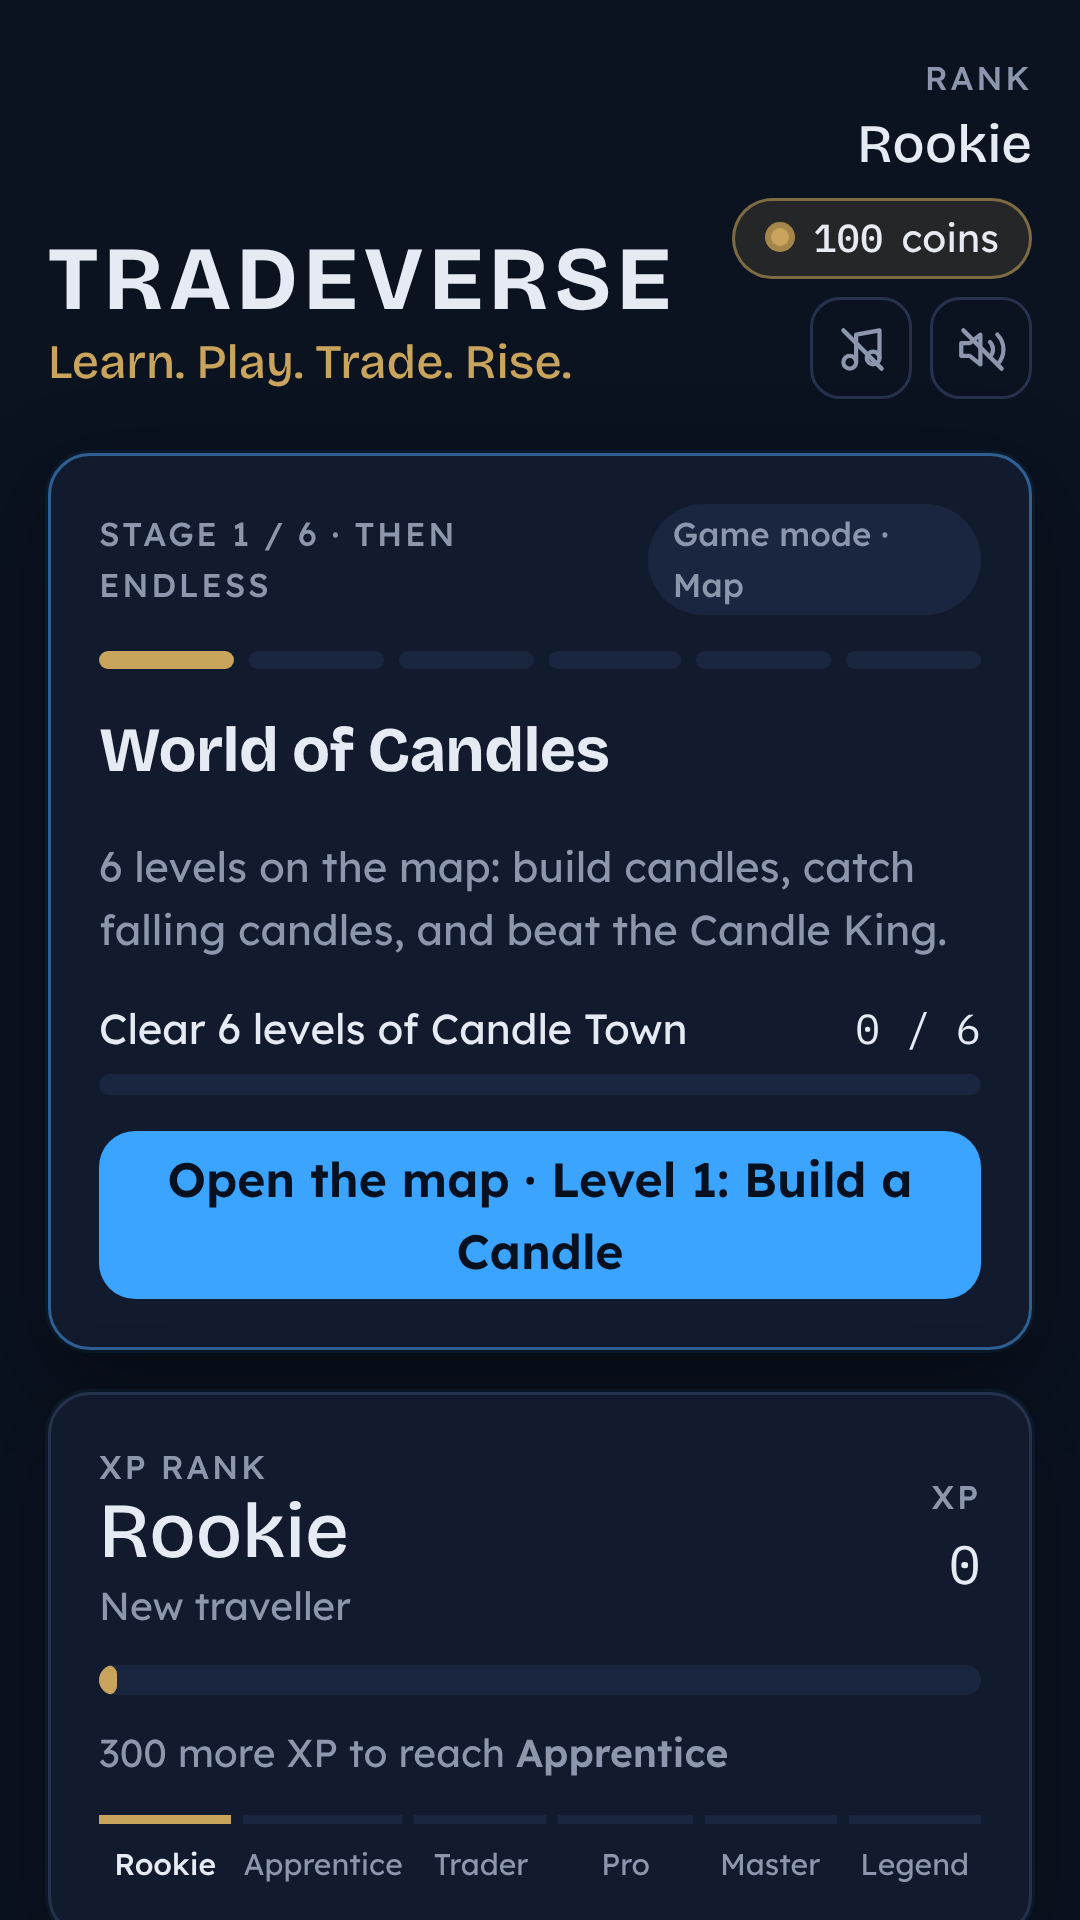 RANK
Rookie
100 coins
TRADEVERSE
Learn. Play. Trade. Rise.
STAGE 1 / 6 · THEN
ENDLESS
Game mode ·
Map
World of Candles
6 levels on the map: build candles, catch
falling candles, and beat the Candle King.
Clear 6 levels of Candle Town
0 / 6
Open the map · Level 1: Build a
Candle
XP RANK
Rookie
New traveller
XP
0
300 more XP to reach Apprentice
Rookie Apprentice Trader Pro Master Legend